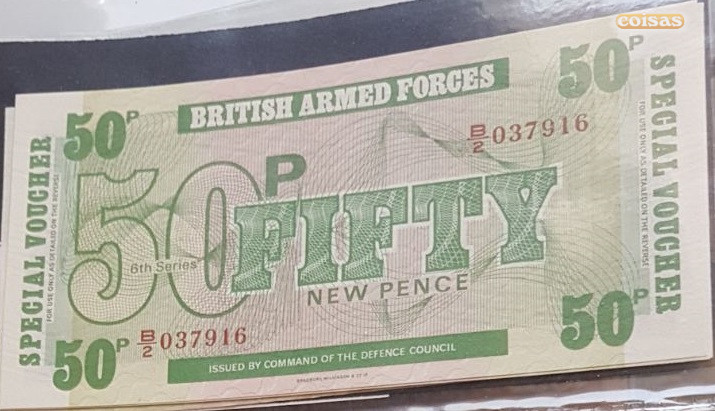 coisas
BRITISH ARMED FORCES
50P
50P
B/2 037916
SPECIAL VOUCHER
FOR USE ONLY AS DETAILED ON THE REVERSE
50P
FIFTY
6th Series
NEW PENCE
SPECIAL VOUCHER
FOR USE ONLY AS DETAILED ON THE REVERSE
B/2 037916
50P
50P
ISSUED BY COMMAND OF THE DEFENCE COUNCIL